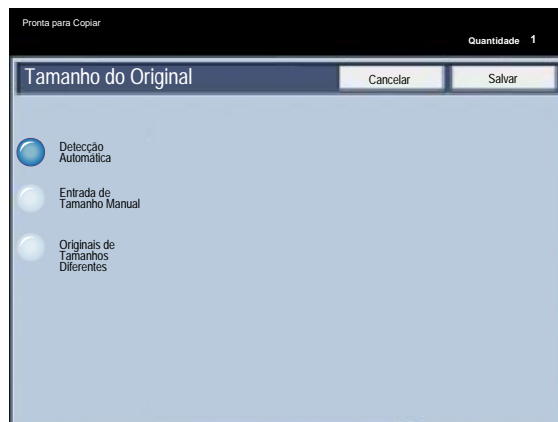 Pronta para Copiar
Quantidade 1
Tamanho do Original
Cancelar
Salvar
Detecção
Automática
Entrada de
Tamanho Manual
Originais de
Tamanhos
Diferentes